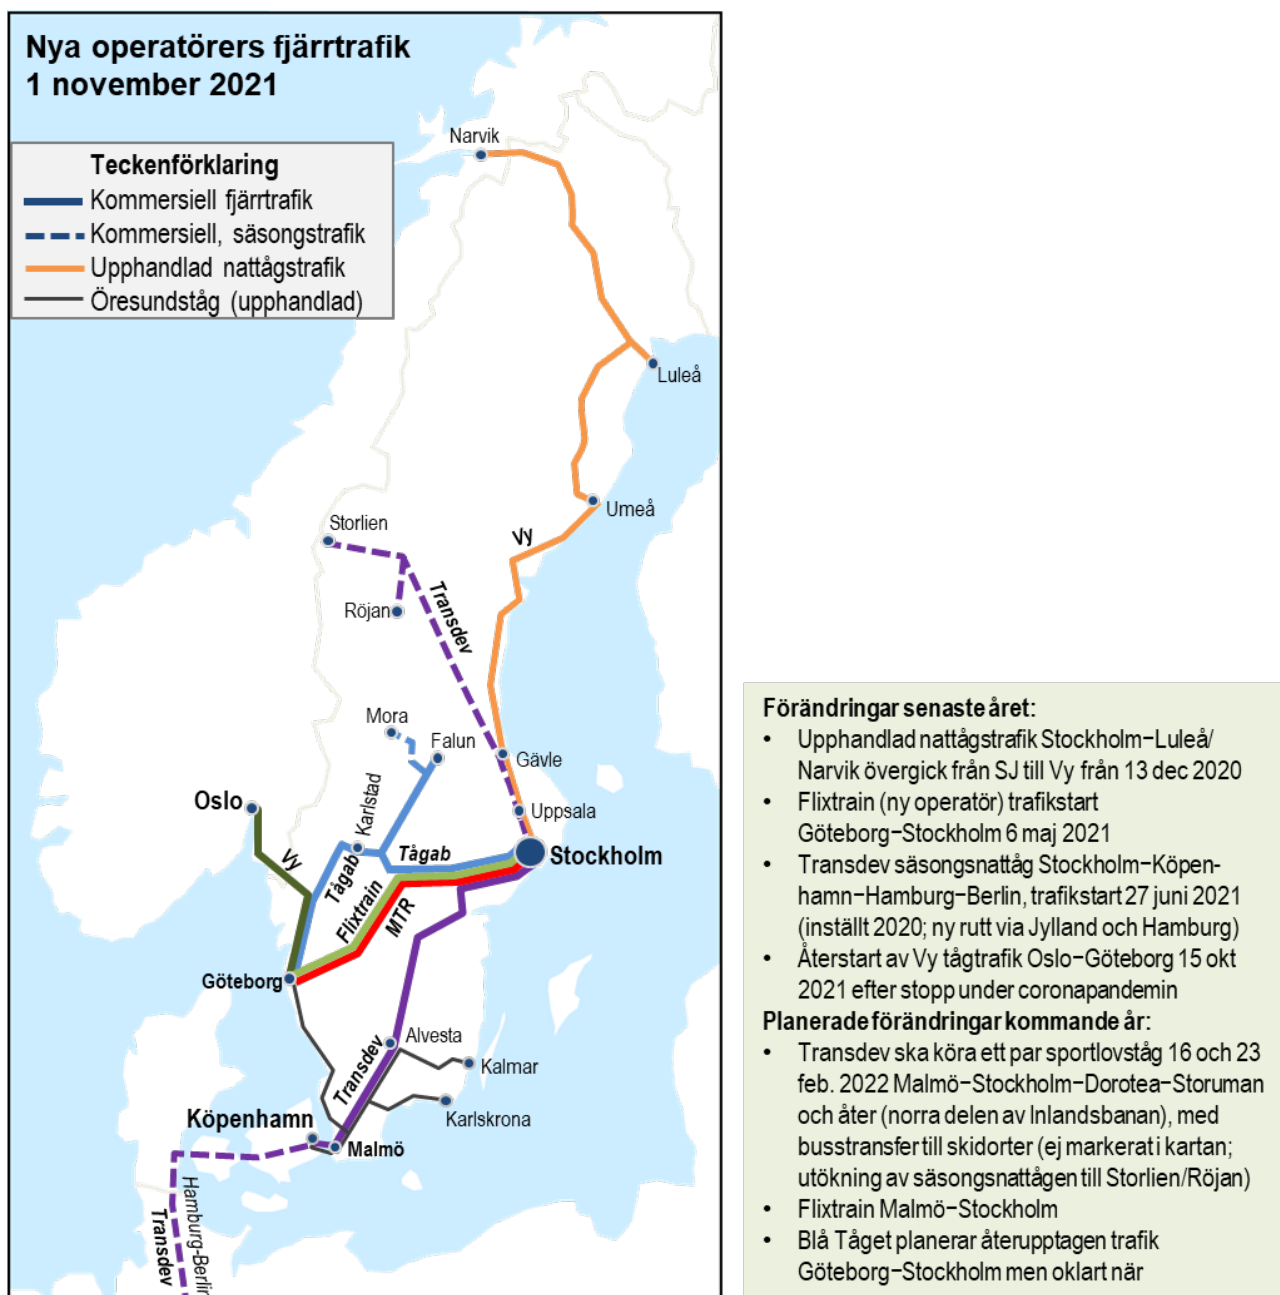 Nya operatörers fjärrtrafik
1 november 2021
Teckenförklaring
Kommersiell fjärrtrafik
Kommersiell, säsongstrafik
Upphandlad nattågstrafik
Öresundståg (upphandlad)
Narvik
Luleå
Umeå
Vy
Storlien
Transdev
Röjan
Mora
Falun
Gävle
Oslo
Karlstad
Uppsala
Vy
Tågab
Tågab
Stockholm
Flixtrain
MTR
Göteborg
Transdev
Alvesta
Kalmar
Köpenhamn
Karlskrona
Malmö
Hamburg-Berlin
Transdev
Förändringar senaste året:
• Upphandlad nattågstrafik Stockholm–Luleå/
Narvik övergick från SJ till Vy från 13 dec 2020
• Flixtrain (ny operatör) trafikstart
Göteborg–Stockholm 6 maj 2021
• Transdev säsongsnattåg Stockholm–Köpen-
hamn–Hamburg–Berlin, trafikstart 27 juni 2021
(inställt 2020; ny rutt via Jylland och Hamburg)
• Återstart av Vy tågtrafik Oslo–Göteborg 15 okt
2021 efter stopp under coronapandemin
Planerade förändringar kommande år:
• Transdev ska köra ett par sportlovståg 16 och 23
feb. 2022 Malmö–Stockholm–Dorotea–Storuman
och åter (norra delen av Inlandsbanan), med
busstransfer till skidorter (ej markerat i kartan;
utökning av säsongsnattågen till Storlien/Röjan)
• Flixtrain Malmö–Stockholm
• Blå Tåget planerar återupptagen trafik
Göteborg–Stockholm men oklart när